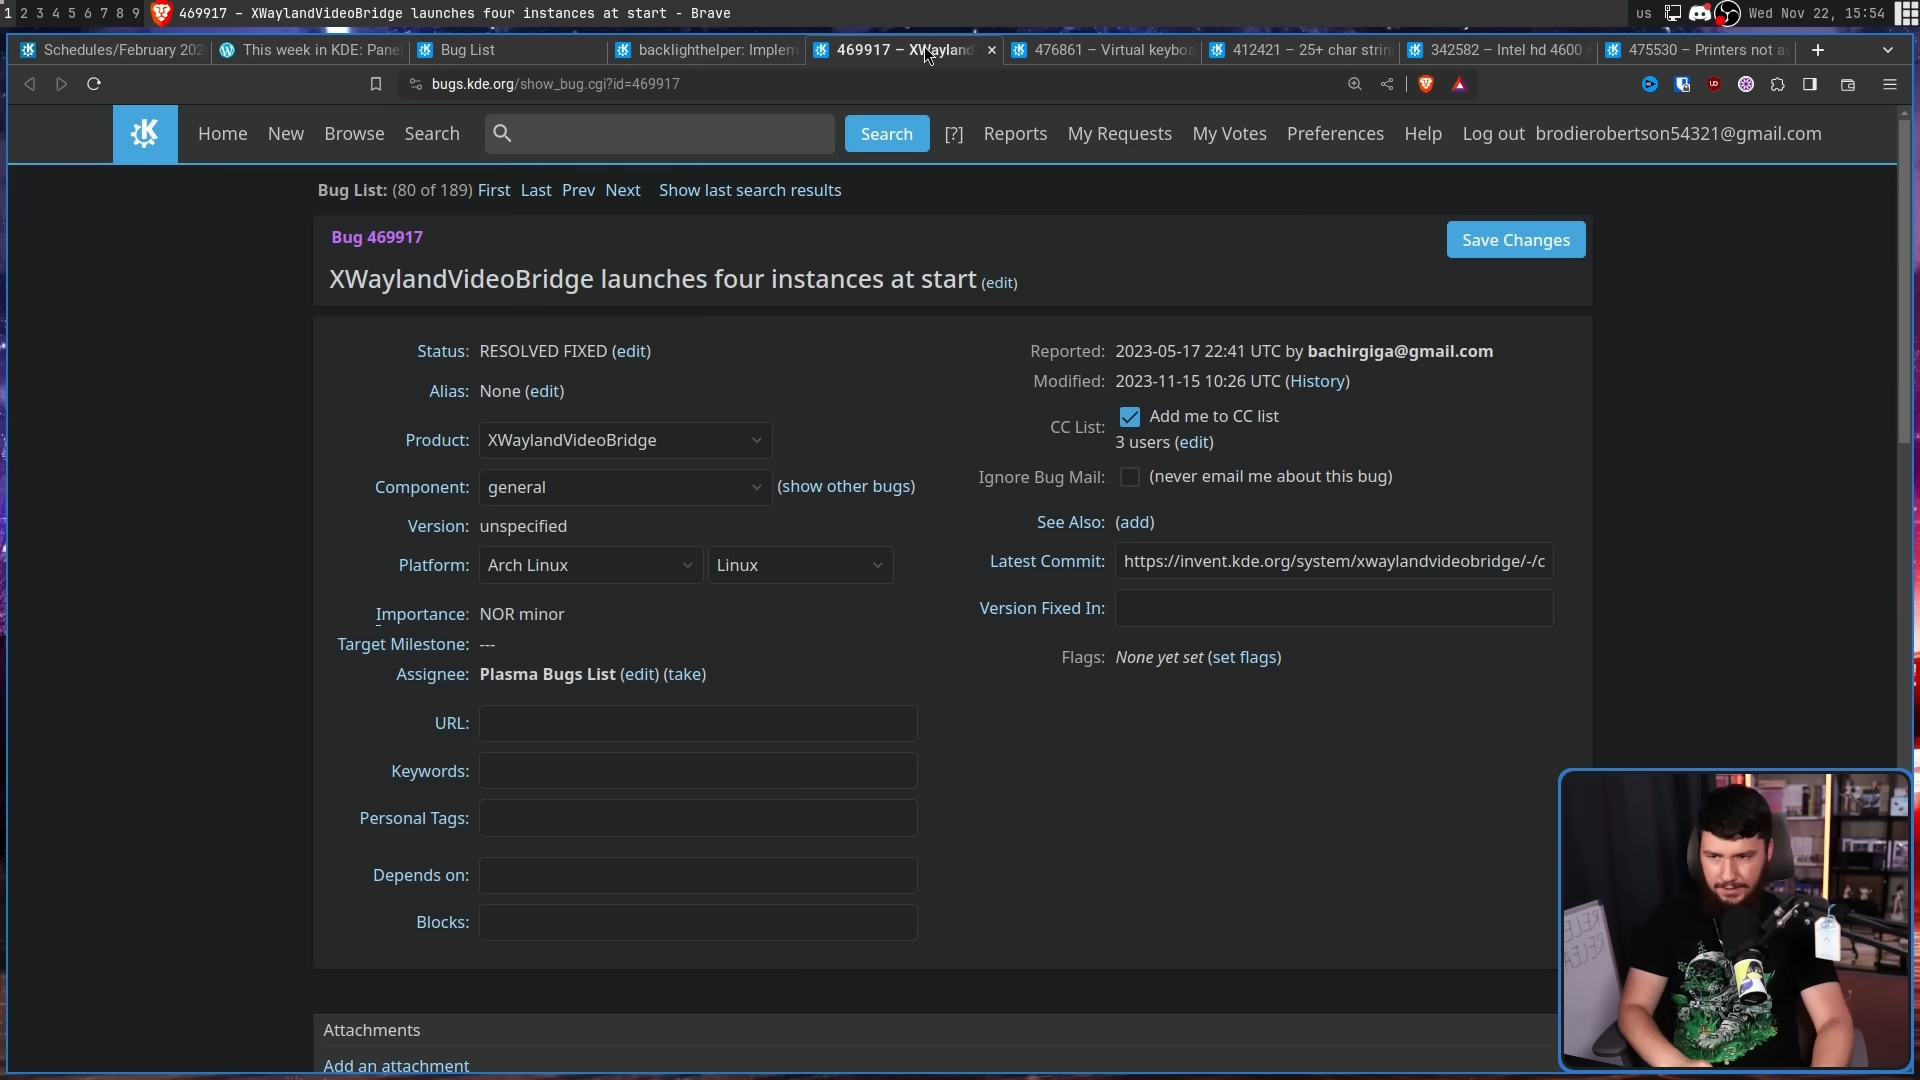 1 2 3 4 5 6 7 8 9 469917 – XWaylandVideoBridge launches four instances at start - Brave
us Wed Nov 22, 15:54
Schedules/February 202
This week in KDE: Pane
Bug List
backlighthelper: Implem
469917 – XWayland
476861 – Virtual keybo
412421 – 25+ char strin
342582 – Intel hd 4600
475530 – Printers not a
bugs.kde.org/show_bug.cgi?id=469917
Home New Browse Search Search [?] Reports My Requests My Votes Preferences Help Log out brodierobertson54321@gmail.com
Bug List: (80 of 189) First Last Prev Next Show last search results
Bug 469917
Save Changes
XWaylandVideoBridge launches four instances at start (edit)
Status: RESOLVED FIXED (edit)
Alias: None (edit)
Product: XWaylandVideoBridge
Component: general (show other bugs)
Version: unspecified
Platform: Arch Linux Linux
Importance: NOR minor
Target Milestone: ---
Assignee: Plasma Bugs List (edit) (take)
URL:
Keywords:
Personal Tags:
Depends on:
Blocks:
Reported: 2023-05-17 22:41 UTC by bachirgiga@gmail.com
Modified: 2023-11-15 10:26 UTC (History)
CC List: Add me to CC list
3 users (edit)
Ignore Bug Mail: (never email me about this bug)
See Also: (add)
Latest Commit: https://invent.kde.org/system/xwaylandvideobridge/-/c
Version Fixed In:
Flags: None yet set (set flags)
Attachments
Add an attachment